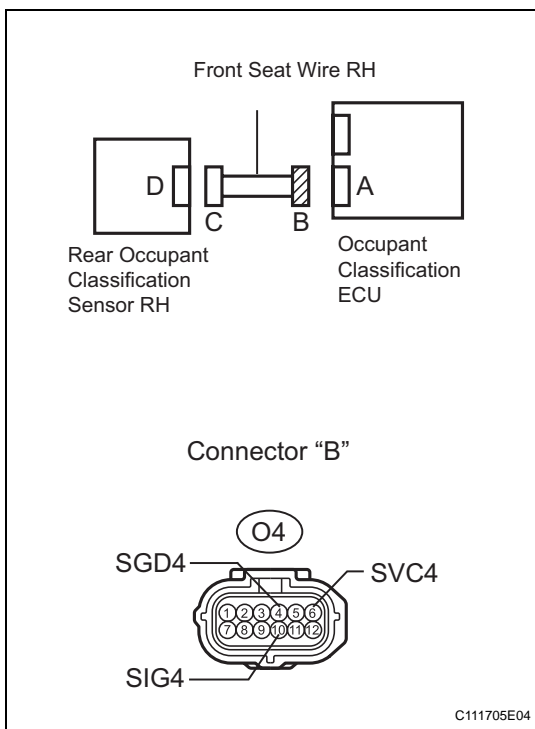 Front Seat Wire RH
D
C
B
A
Rear Occupant
Classification
Sensor RH
Occupant
Classification
ECU
Connector “B”
O4
SGD4
SVC4
1 2 3 4 5 6
7 8 9 10 11 12
SIG4
C111705E04